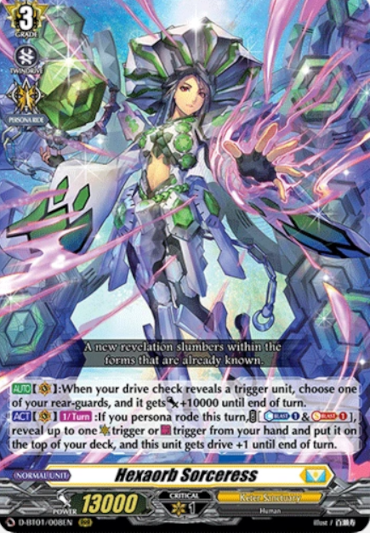 3
GRADE
TWINDRIVE
PERSONA RIDE
A new revelation slumbers within the
forms that are already known.
AUTO【 】:When your drive check reveals a trigger unit, choose one
of your rear-guards, and it gets +10000 until end of turn.
ACT【 】1/Turn :If you persona rode this turn, [C BLAST 1 & S BLAST 1],
reveal up to one trigger or trigger from your hand and put it on
the top of your deck, and this unit gets drive +1 until end of turn.
〈NORMAL UNIT〉
Hexaorb Sorceress
POWER 13000
CRITICAL
1
Keter Sanctuary
Human
D-BT01/008EN RRR
illust / 百瀬寿